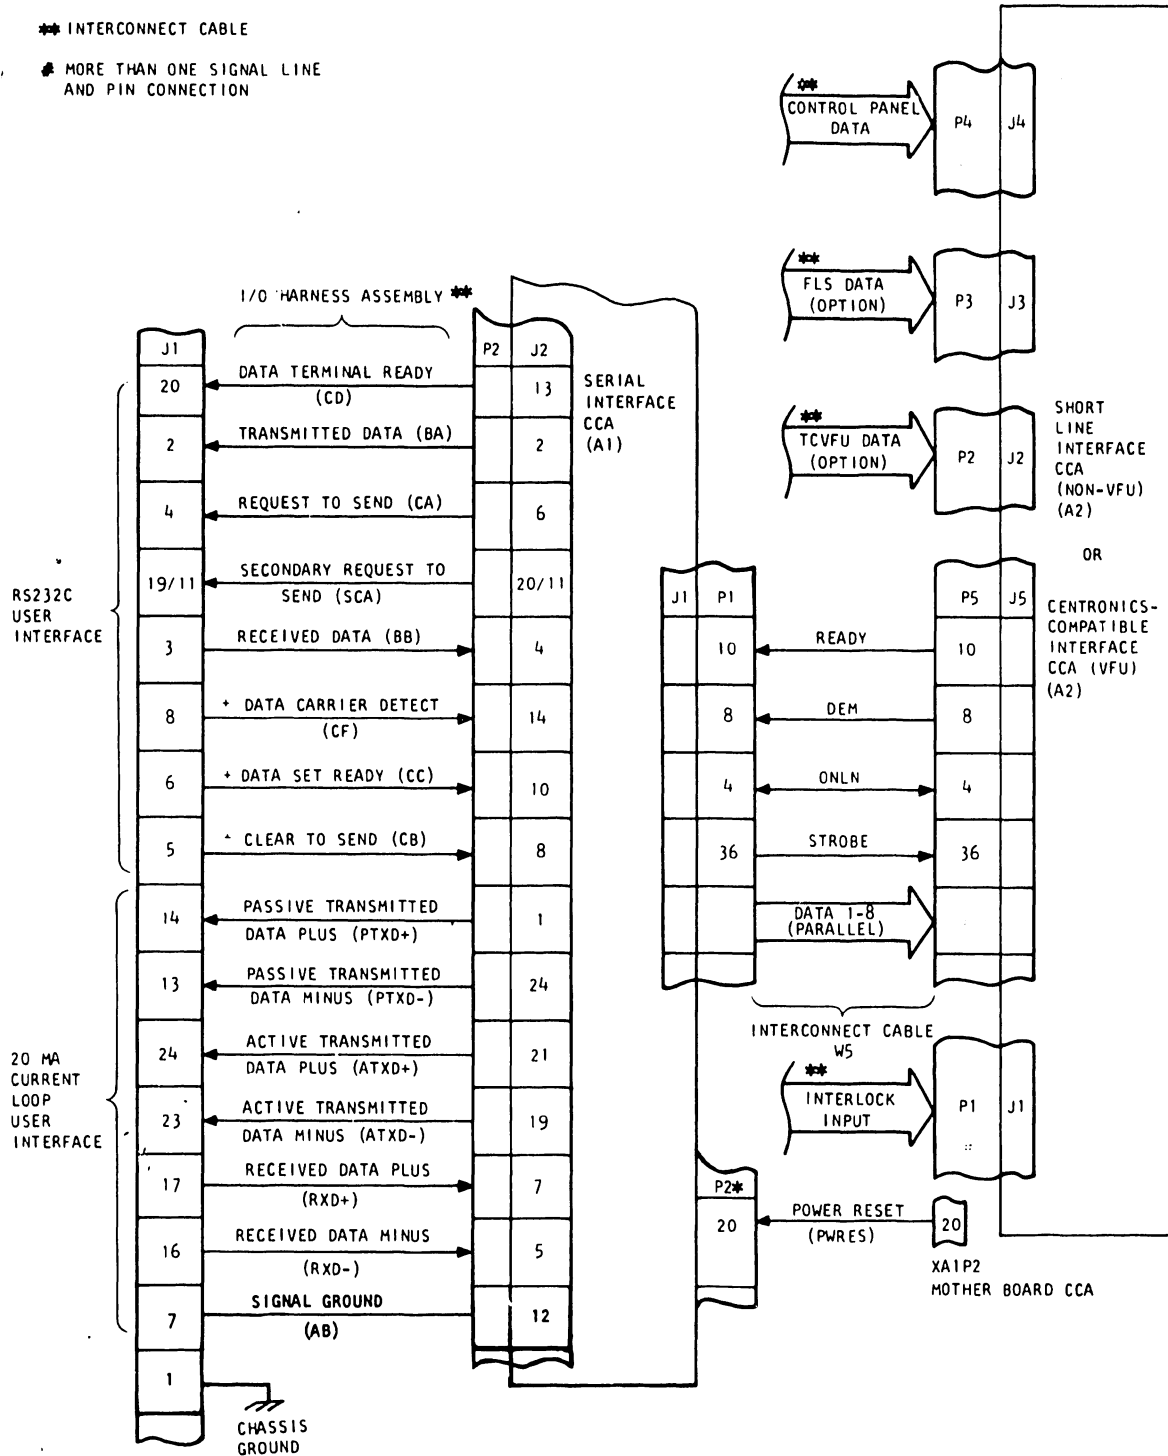 ** INTERCONNECT CABLE
# MORE THAN ONE SIGNAL LINE
AND PIN CONNECTION
**
CONTROL PANEL
DATA
P4 J4
**
FLS DATA
(OPTION)
P3 J3
**
TCVFU DATA
(OPTION)
P2 J2
SHORT
LINE
INTERFACE
CCA
(NON-VFU)
(A2)
OR
CENTRONICS-
COMPATIBLE
INTERFACE
CCA (VFU)
(A2)
I/O HARNESS ASSEMBLY **
J1
P2 J2
SERIAL
INTERFACE
CCA
(A1)
RS232C
USER
INTERFACE
20 DATA TERMINAL READY 13
(CD)
2 TRANSMITTED DATA (BA) 2
4 REQUEST TO SEND (CA) 6
19/11 SECONDARY REQUEST TO 20/11
SEND (SCA)
3 RECEIVED DATA (BB) 4
8 + DATA CARRIER DETECT 14
(CF)
6 + DATA SET READY (CC) 10
5 CLEAR TO SEND (CB) 8
20 MA
CURRENT
LOOP
USER
INTERFACE
14 PASSIVE TRANSMITTED 1
DATA PLUS (PTXD+)
13 PASSIVE TRANSMITTED 24
DATA MINUS (PTXD-)
24 ACTIVE TRANSMITTED 21
DATA PLUS (ATXD+)
23 ACTIVE TRANSMITTED 19
DATA MINUS (ATXD-)
17 RECEIVED DATA PLUS 7
(RXD+)
16 RECEIVED DATA MINUS 5
(RXD-)
7 SIGNAL GROUND 12
(AB)
1
CHASSIS
GROUND
J1 P1
P5 J5
10 READY 10
8 DEM 8
4 ONLN 4
36 STROBE 36
DATA 1-8
(PARALLEL)
INTERCONNECT CABLE
W5
**
INTERLOCK
INPUT
P1 J1
P2*
20 POWER RESET 20
(PWRES)
XA1P2
MOTHER BOARD CCA